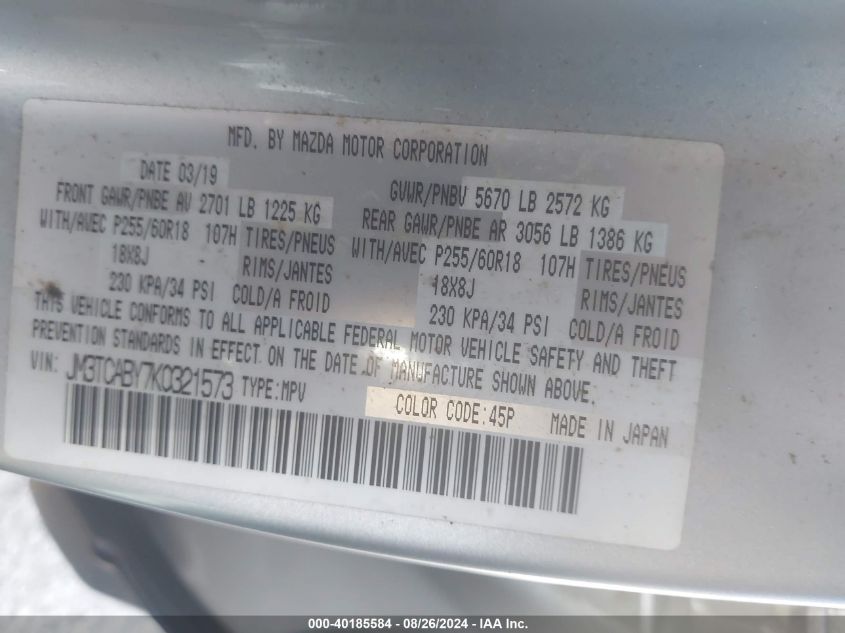 MFD. BY MAZDA MOTOR CORPORATION
DATE 03/19
GVWR/PNBV 5670 LB 2572 KG
FRONT GAWR/PNBE AV 2701 LB 1225 KG
REAR GAWR/PNBE AR 3056 LB 1386 KG
WITH/AVEC P255/60R18 107H TIRES/PNEUS
WITH/AVEC P255/60R18 107H TIRES/PNEUS
18X8J RIMS/JANTES
18X8J RIMS/JANTES
230 KPA/34 PSI COLD/A FROID
230 KPA/34 PSI COLD/A FROID
THIS VEHICLE CONFORMS TO ALL APPLICABLE FEDERAL MOTOR VEHICLE SAFETY AND THEFT
PREVENTION STANDARDS IN EFFECT ON THE DATE OF MANUFACTURE SHOWN ABOVE.
VIN: JM3TCABY7K0321573 TYPE:MPV
COLOR CODE:45P MADE IN JAPAN
000-40185584 - 08/26/2024 - IAA Inc.